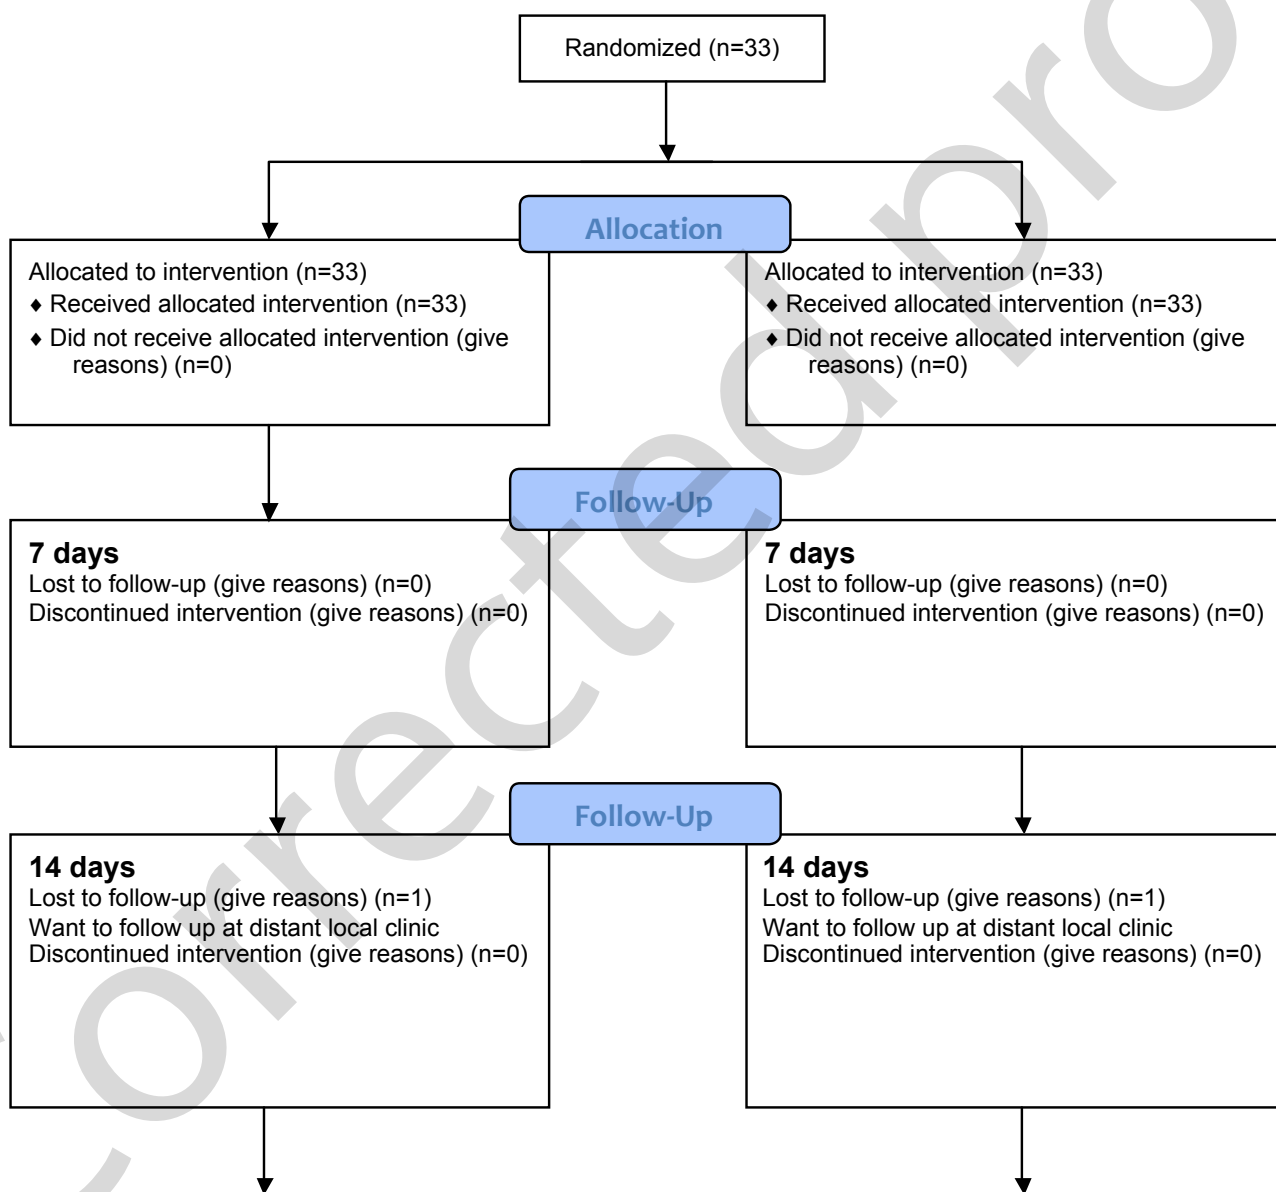 Randomized (n=33)
Allocation
Allocated to intervention (n=33)
♦ Received allocated intervention (n=33)
♦ Did not receive allocated intervention (give
reasons) (n=0)
Allocated to intervention (n=33)
♦ Received allocated intervention (n=33)
♦ Did not receive allocated intervention (give
reasons) (n=0)
Follow-Up
7 days
Lost to follow-up (give reasons) (n=0)
Discontinued intervention (give reasons) (n=0)
7 days
Lost to follow-up (give reasons) (n=0)
Discontinued intervention (give reasons) (n=0)
Follow-Up
14 days
Lost to follow-up (give reasons) (n=1)
Want to follow up at distant local clinic
Discontinued intervention (give reasons) (n=0)
14 days
Lost to follow-up (give reasons) (n=1)
Want to follow up at distant local clinic
Discontinued intervention (give reasons) (n=0)
orrected pro